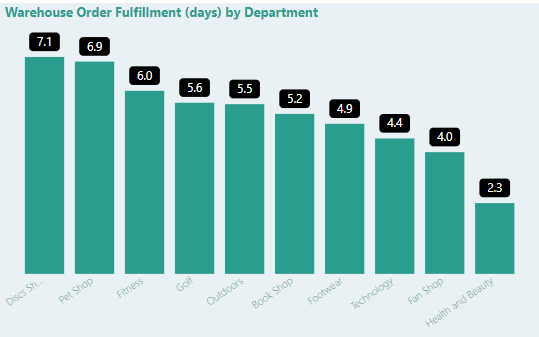 Warehouse Order Fulfillment (days) by Department
7.1
6.9
6.0
5.6
5.5
5.2
4.9
4.4
4.0
2.3
Discs Sh...
Pet Shop
Fitness
Golf
Outdoors
Book Shop
Footwear
Technology
Fan Shop
Health and Beauty